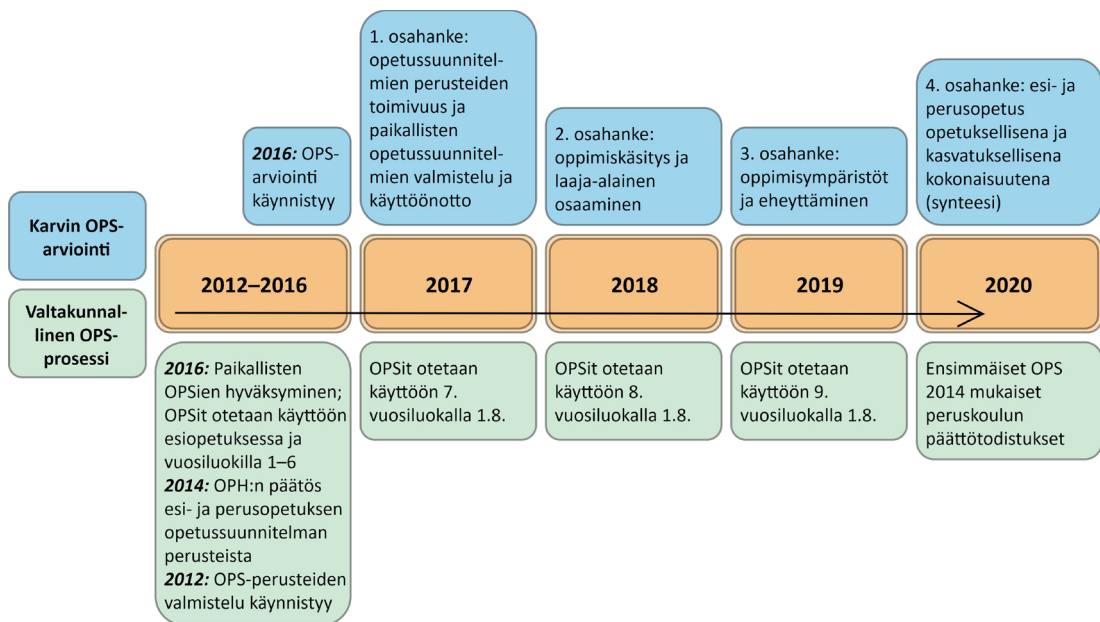 1. osahanke:
opetussuunnitel-
mien perusteiden
toimivuus ja
paikallisten
opetussuunnitel-
mien valmistelu ja
käyttöönotto
4. osahanke: esi- ja
perusopetus
opetuksellisena ja
kasvatuksellisena
kokonaisuutena
(synteesi)
2016: OPS-
arviointi
käynnistyy
2. osahanke:
oppimiskäsitys ja
laaja-alainen
osaaminen
3. osahanke:
oppimisympäristöt
ja eheyttäminen
Karvin OPS-
arviointi
2012–2016
2017
2018
2019
2020
Valtakunnal-
linen OPS-
prosessi
2016: Paikallisten
OPSien hyväksyminen;
OPSit otetaan käyttöön
esiopetuksessa ja
vuosiluokilla 1–6
2014: OPH:n päätös
esi- ja perusopetuksen
opetussuunnitelman
perusteista
2012: OPS-perusteiden
valmistelu käynnistyy
OPSit otetaan
käyttöön 7.
vuosiluokalla 1.8.
OPSit otetaan
käyttöön 8.
vuosiluokalla 1.8.
OPSit otetaan
käyttöön 9.
vuosiluokalla 1.8.
Ensimmäiset OPS
2014 mukaiset
peruskoulun
päättötodistukset